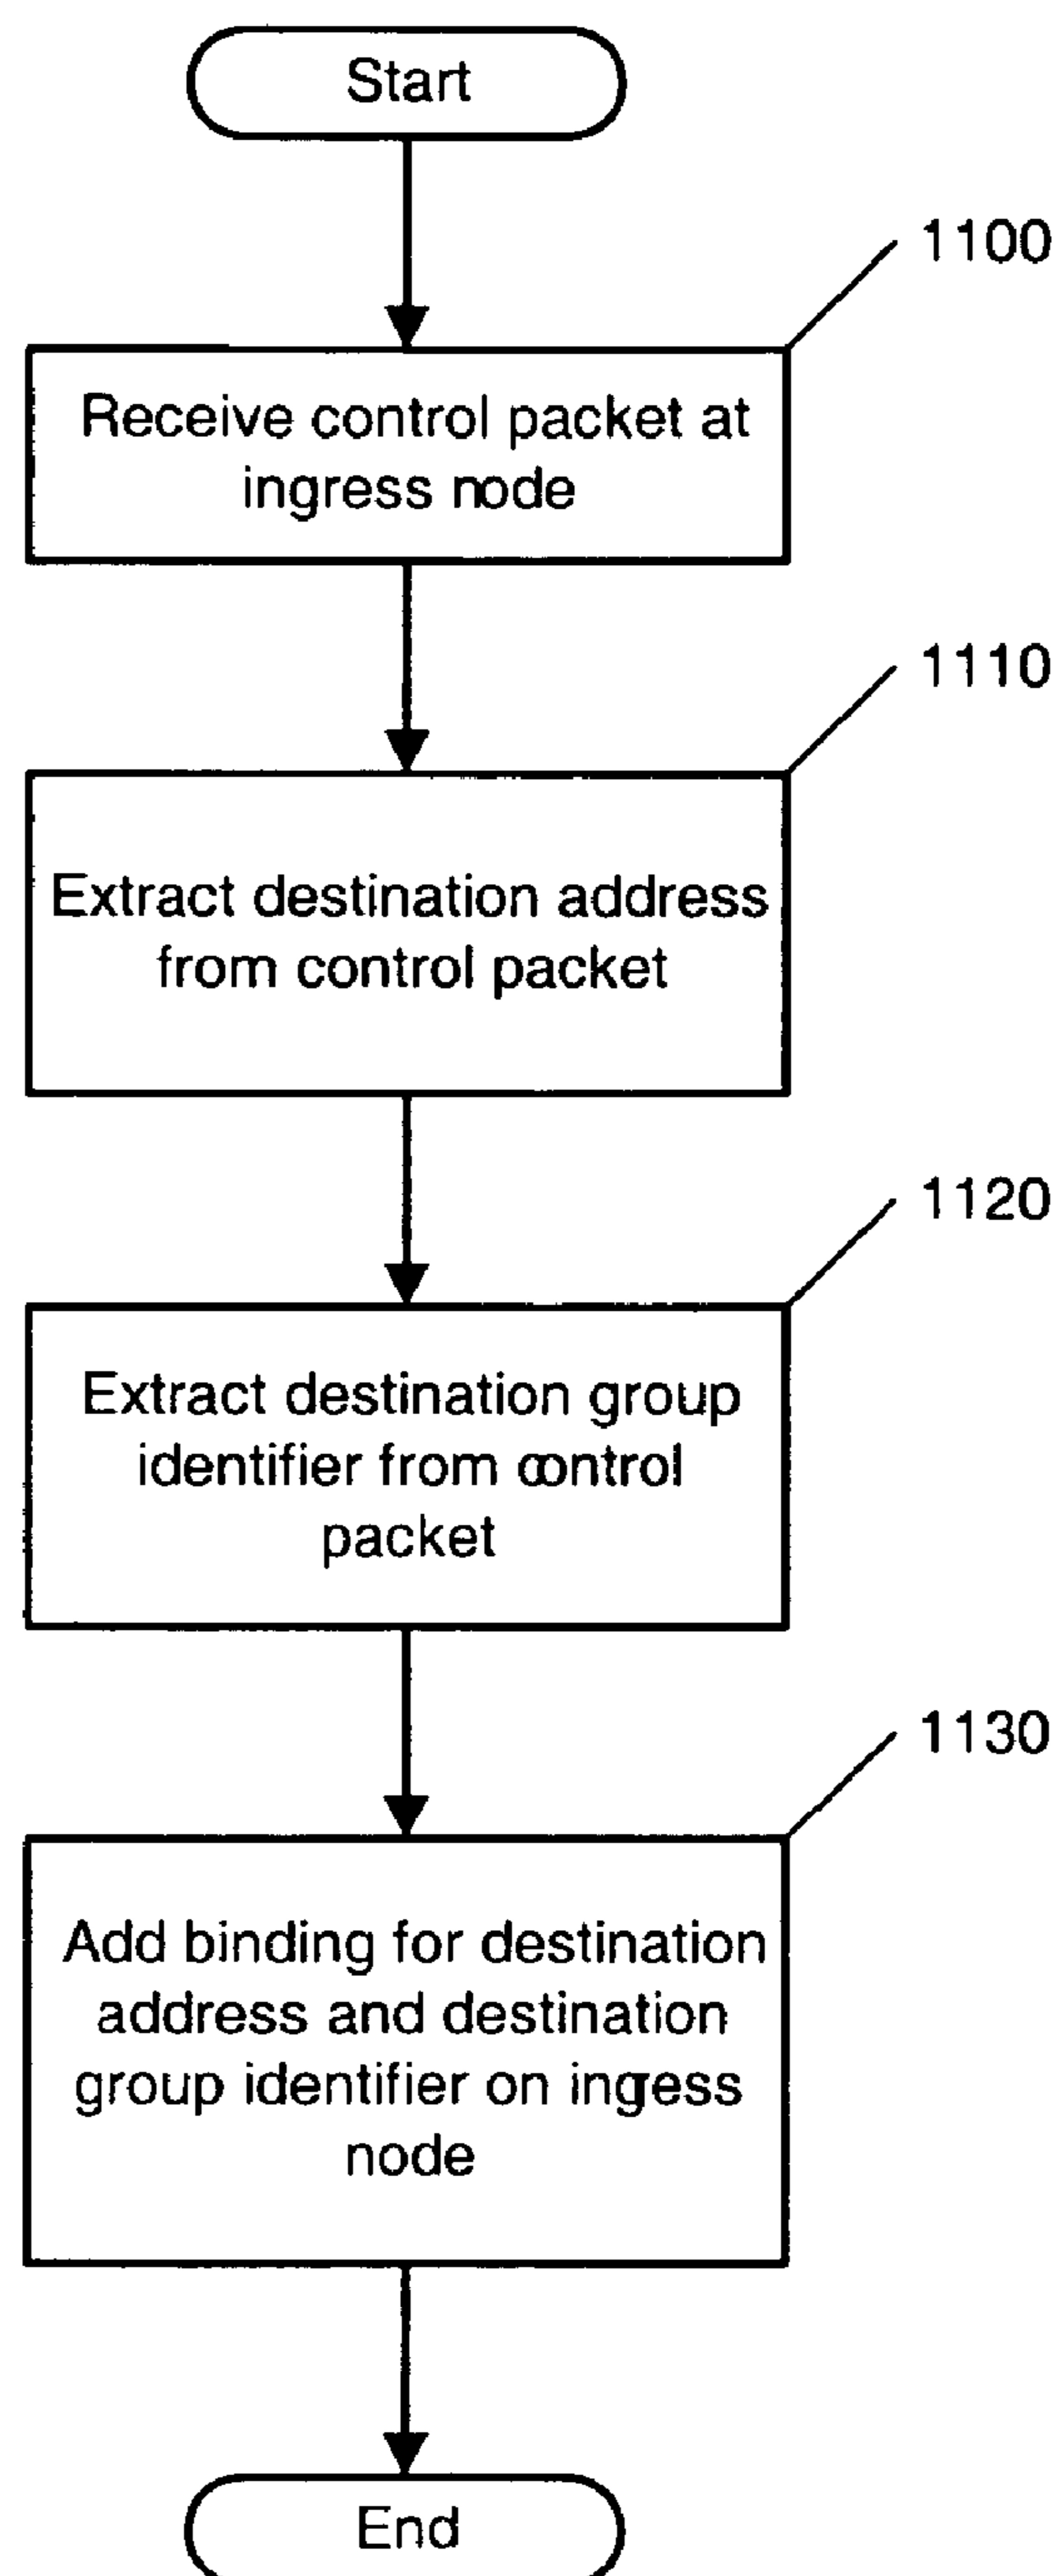 Start
1100
Receive control packet at
ingress node
1110
Extract destination address
from control packet
1120
Extract destination group
identifier from control
packet
1130
Add binding for destination
address and destination
group identifier on ingress
node
End